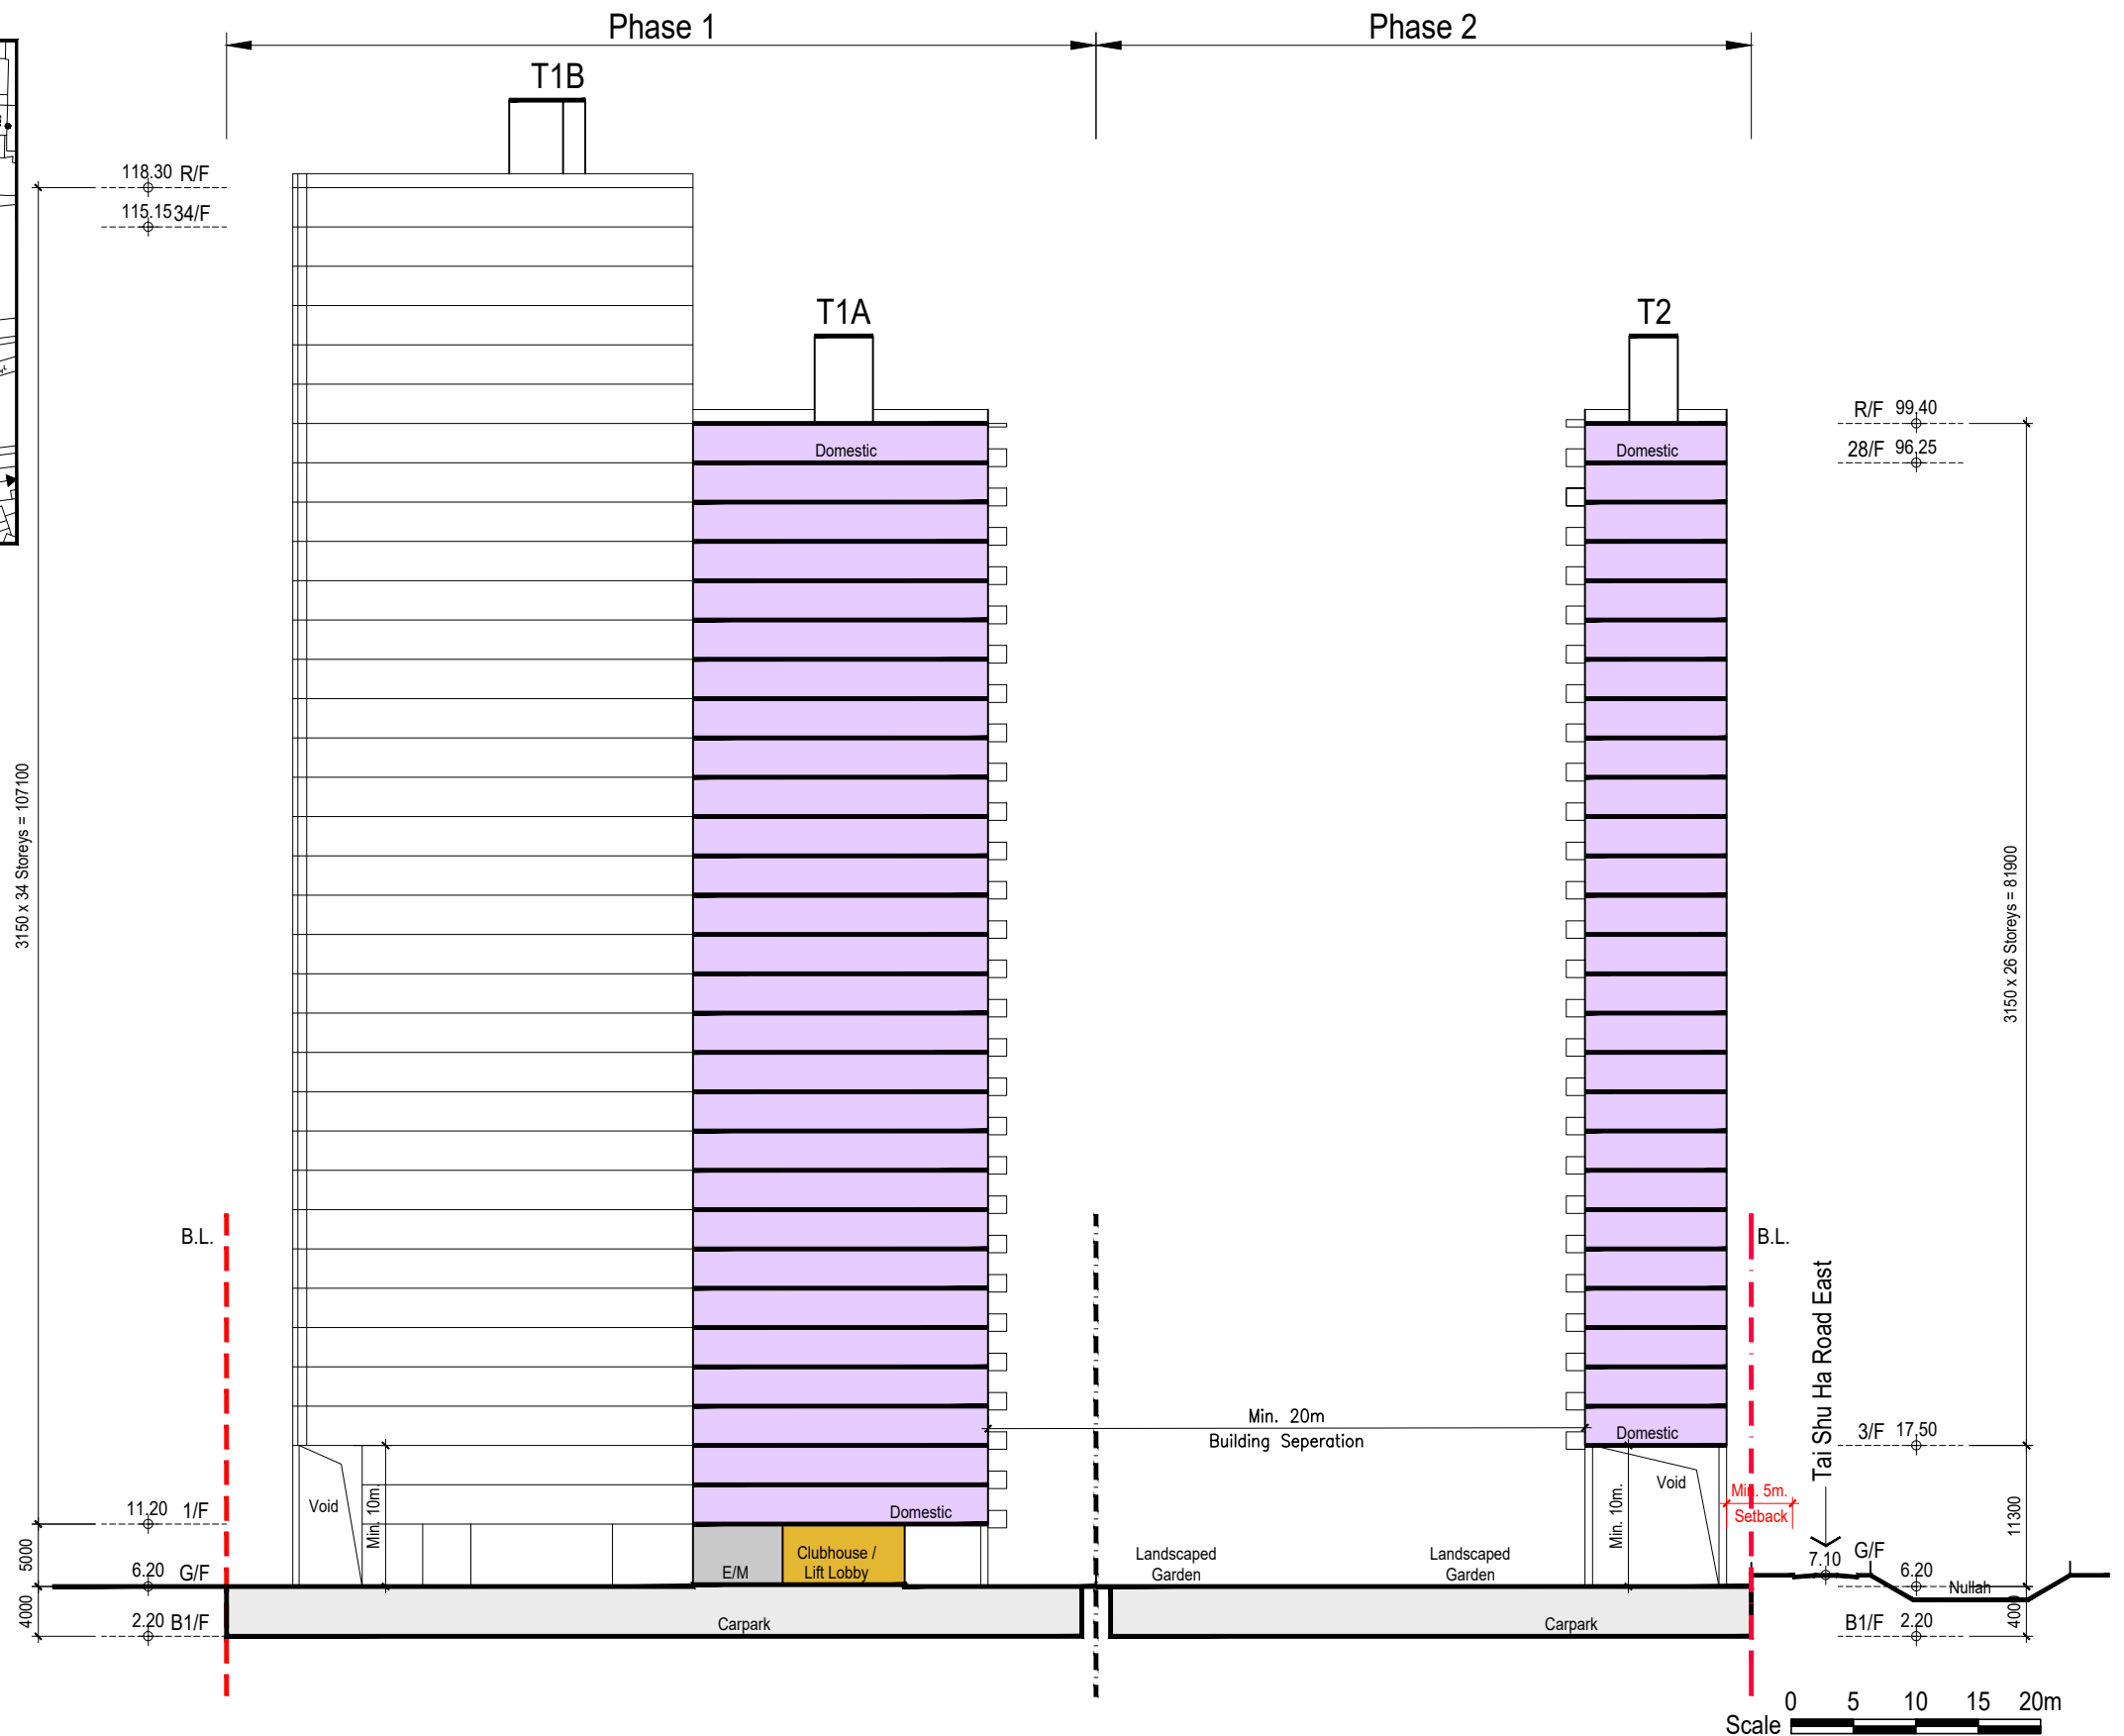 Phase 1
Phase 2
T1B
118.30 R/F
115.15 34/F
T1A
T2
R/F 99.40
28/F 96.25
Domestic
Domestic
3150 x 34 Storeys = 107100
3150 x 26 Storeys = 81900
B.L.
B.L.
Tai Shu Ha Road East
Min. 20m
Building Seperation
Domestic
3/F 17.50
Void
Void
Min. 10m.
Min. 10m.
Min. 5m.
Setback
11.20 1/F
Domestic
11300
5000
6.20 G/F
E/M
Clubhouse /
Lift Lobby
Landscaped
Garden
Landscaped
Garden
7.10
G/F
6.20
Nullah
4000
2.20 B1/F
Carpark
Carpark
B1/F 2.20
4000
0 5 10 15 20m
Scale